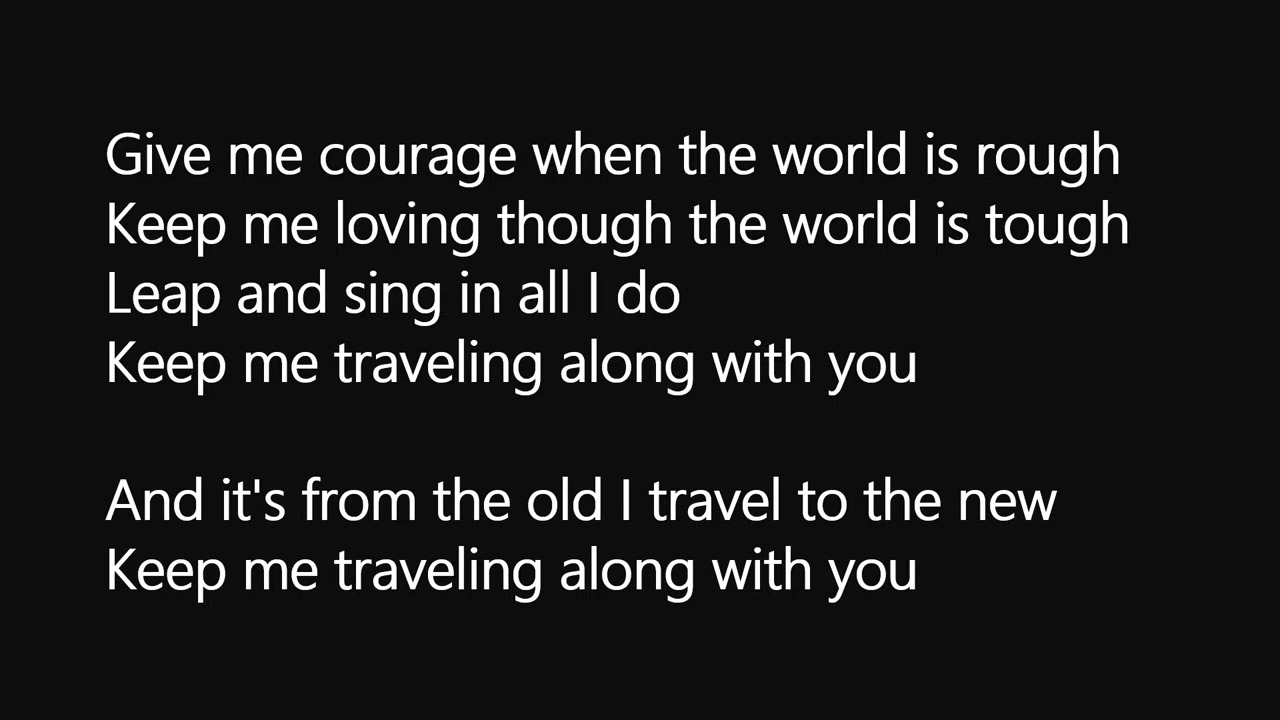 Give me courage when the world is rough
Keep me loving though the world is tough
Leap and sing in all I do
Keep me traveling along with you
And it's from the old I travel to the new
Keep me traveling along with you